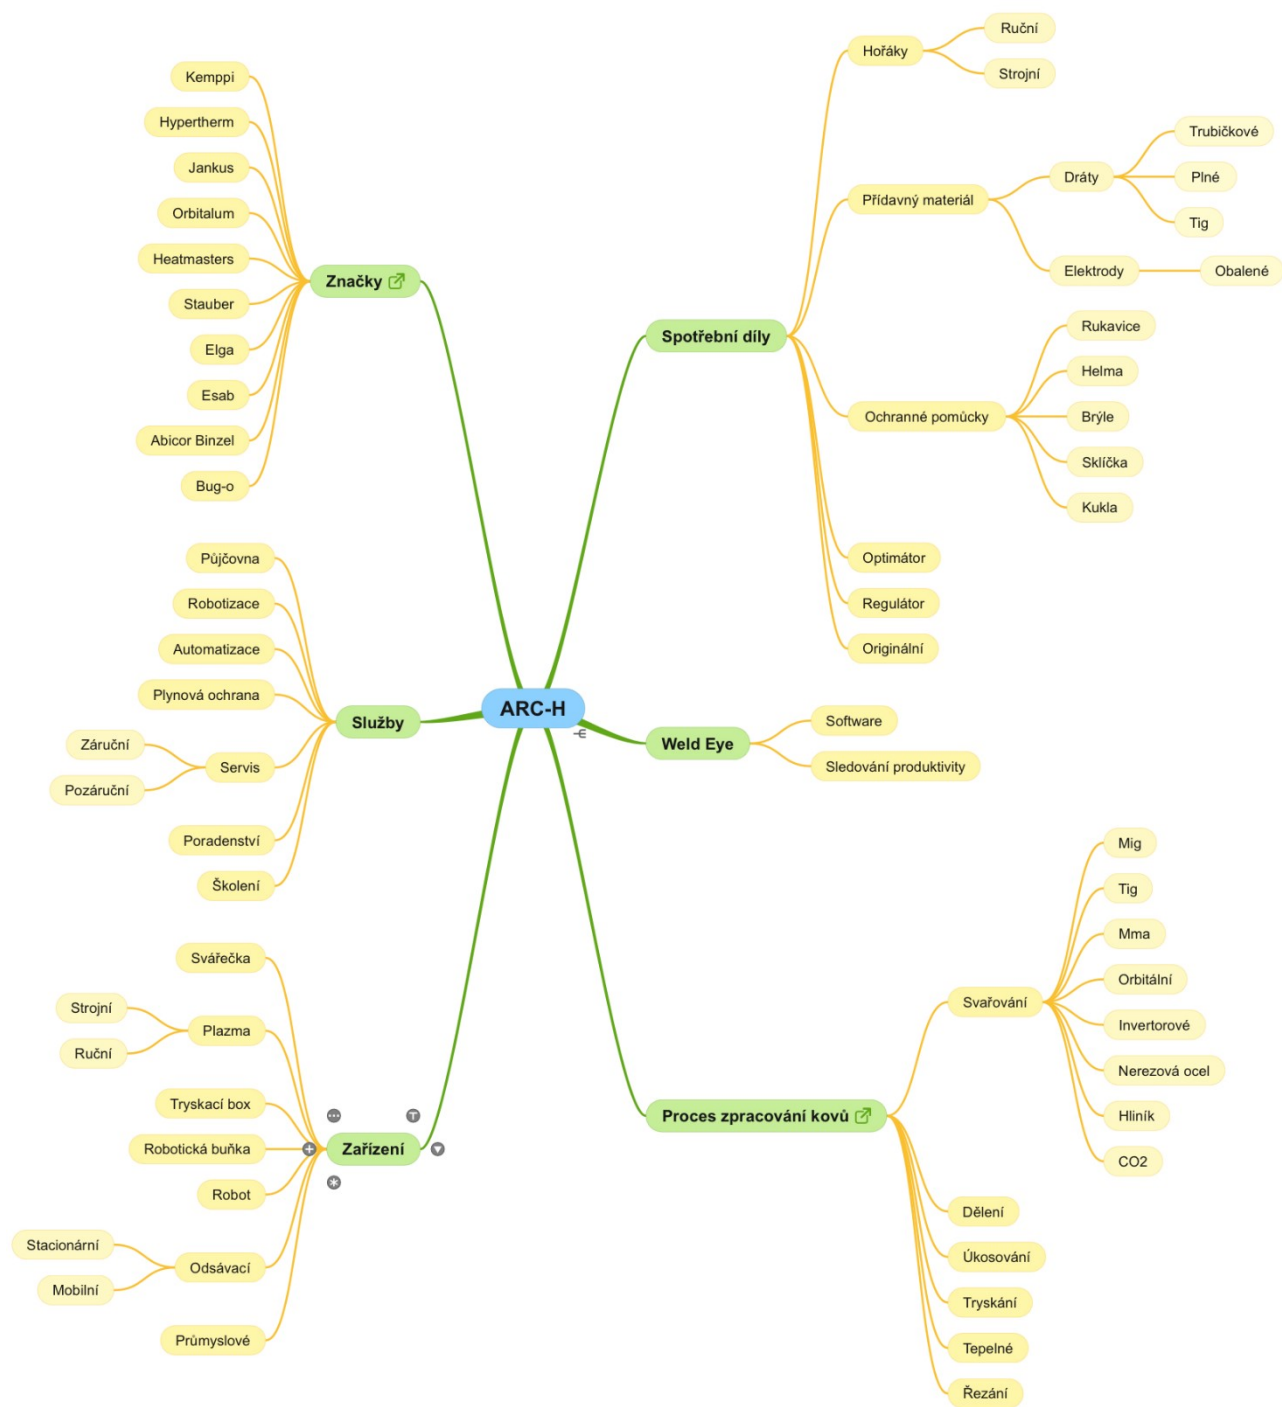 ARC-H
Značky
Kemppi
Hypertherm
Jankus
Orbitalum
Heatmasters
Stauber
Elga
Esab
Abicor Binzel
Bug-o
Služby
Půjčovna
Robotizace
Automatizace
Plynová ochrana
Servis
Záruční
Pozáruční
Poradenství
Školení
Zařízení
Svářečka
Plazma
Strojní
Ruční
Tryskací box
Robotická buňka
Robot
Odsávací
Stacionární
Mobilní
Průmyslové
Spotřební díly
Hořáky
Ruční
Strojní
Přídavný materiál
Dráty
Trubičkové
Plné
Tig
Elektrody
Obalené
Ochranné pomůcky
Rukavice
Helma
Brýle
Sklíčka
Kukla
Optimátor
Regulátor
Originální
Weld Eye
Software
Sledování produktivity
Proces zpracování kovů
Svařování
Mig
Tig
Mma
Orbitální
Invertorové
Nerezová ocel
Hliník
CO2
Dělení
Úkosování
Tryskání
Tepelné
Řezání